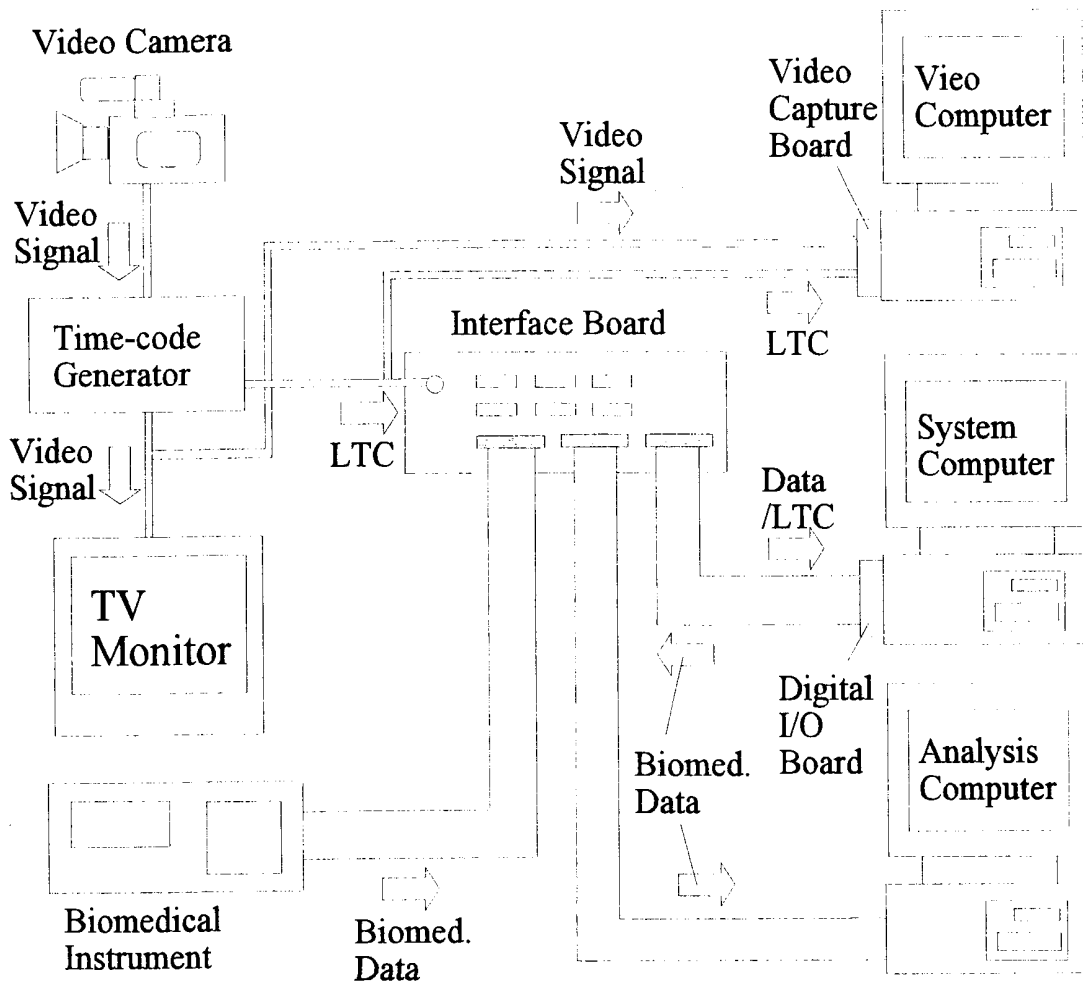 Video Camera
Video
Signal
Time-code
Generator
Video
Signal
TV
Monitor
Biomedical
Instrument
Biomed.
Data
LTC
Interface Board
Video
Signal
Video
Capture
Board
Vieo
Computer
LTC
System
Computer
Data
/LTC
Digital
I/O
Board
Biomed.
Data
Analysis
Computer